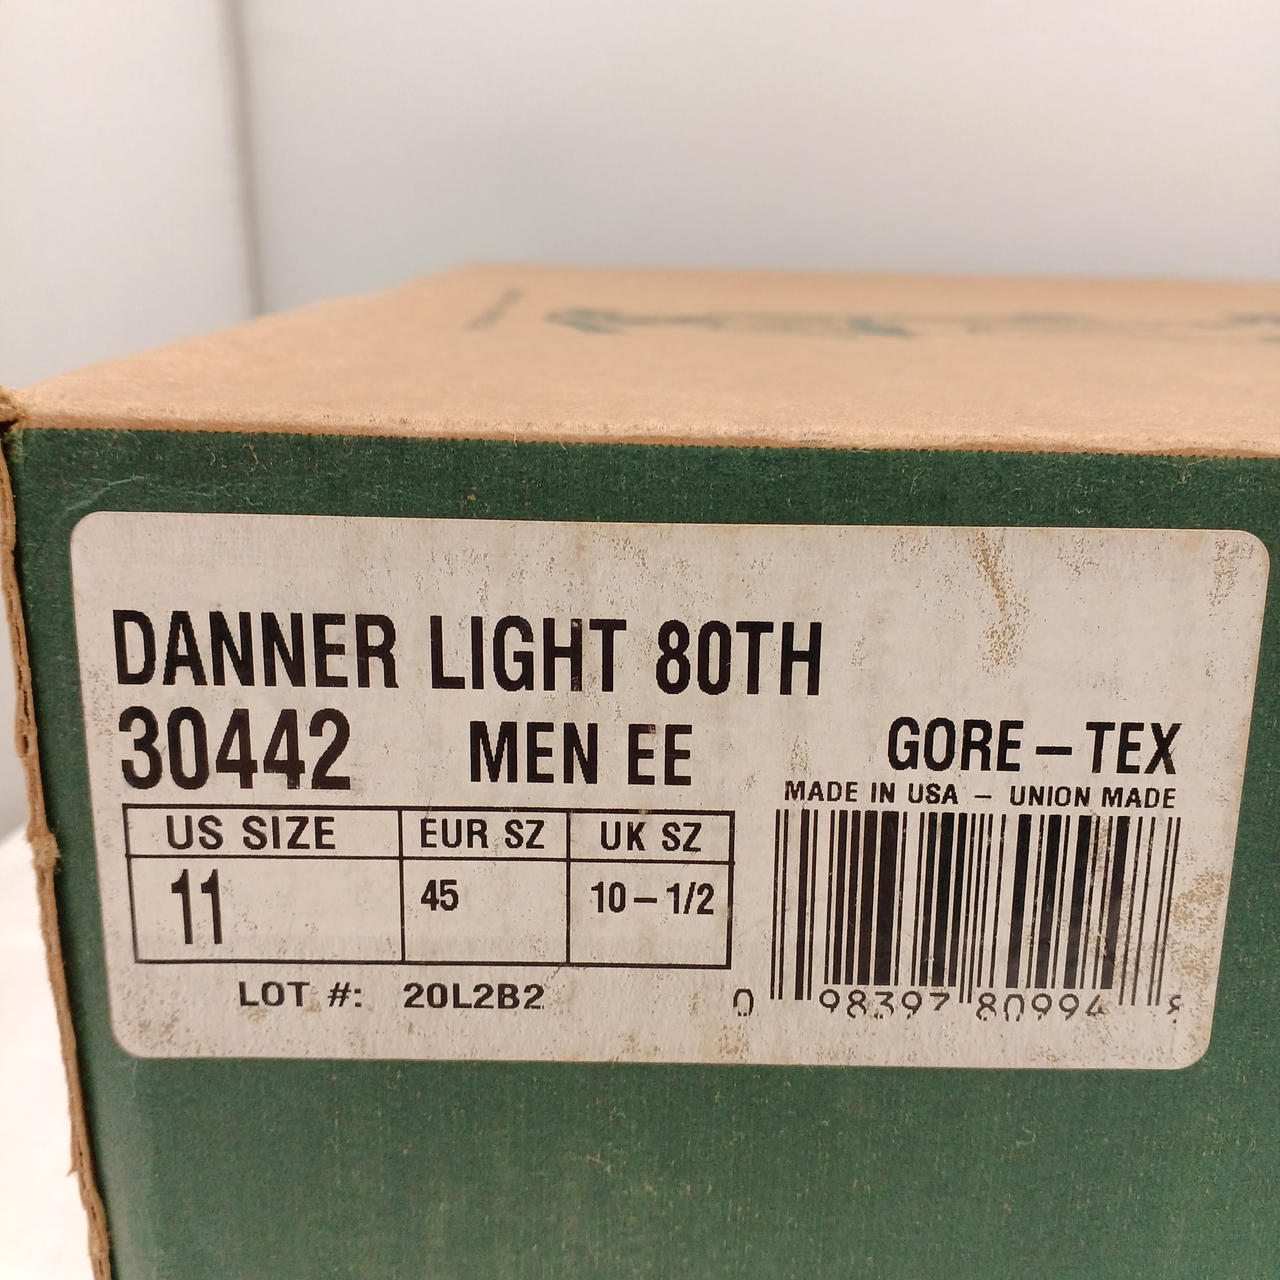 DANNER LIGHT 80TH
30442 MEN EE GORE-TEX
MADE IN USA - UNION MADE
US SIZE EUR SZ UK SZ
11 45 10-1/2
LOT #: 20L2B2
0 98397 80994